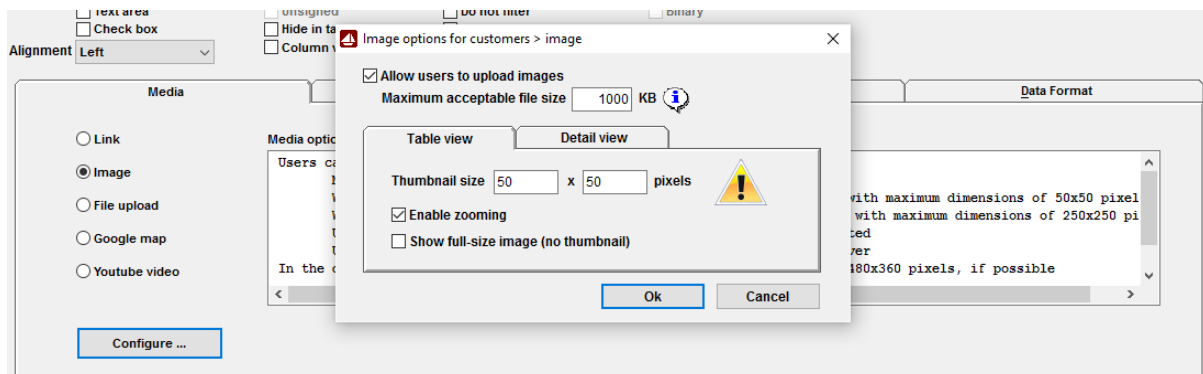 Text area
Unsigned
Do not filter
Binary
Check box
Hide in ta
Alignment Left
Column v
Image options for customers > image
Allow users to upload images
Maximum acceptable file size 1000 KB
Media
Data Format
Table view
Detail view
Link
Media optio
Image
Users ca
Thumbnail size 50 x 50 pixels
with maximum dimensions of 50x50 pixel
File upload
Enable zooming
with maximum dimensions of 250x250 pi
Google map
Show full-size image (no thumbnail)
ted
ver
Youtube video
In the
480x360 pixels, if possible
Ok
Cancel
Configure ...